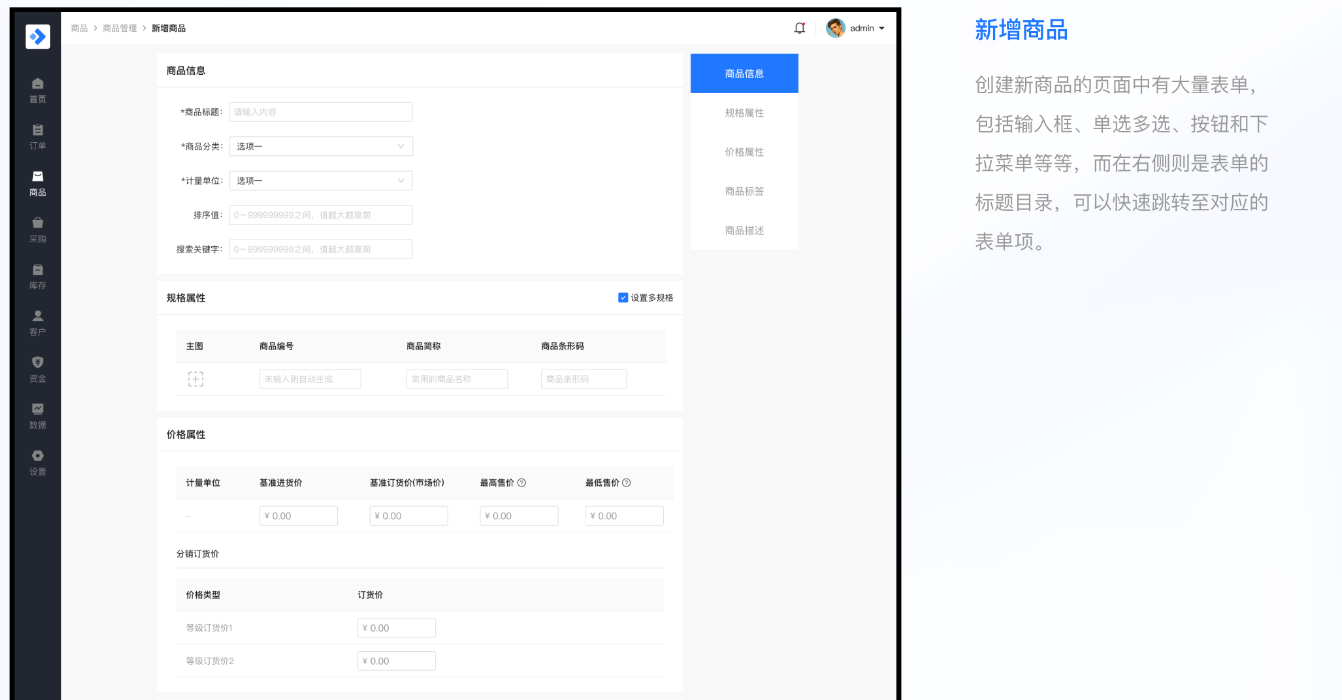 商品 > 商品管理 > 新增商品
admin
首页
订单
商品
采购
库存
客户
资金
数据
设置
商品信息
*商品标题: 请输入内容
*商品分类: 选项一
*计量单位: 选项一
排序值: 0~999999999之间，值越大越靠前
搜索关键字: 0~999999999之间，值越大越靠前
规格属性
设置多规格
主图 商品编号 商品简称 商品条形码
未输入则自动生成 常用的商品名称 商品条形码
价格属性
计量单位 基准进货价 基准订货价(市场价) 最高售价 ? 最低售价 ?
– ¥ 0.00 ¥ 0.00 ¥ 0.00 ¥ 0.00
分销订货价
价格类型 订货价
等级订货价1 ¥ 0.00
等级订货价2 ¥ 0.00
商品信息
规格属性
价格属性
商品标签
商品描述
新增商品
创建新商品的页面中有大量表单，
包括输入框、单选多选、按钮和下
拉菜单等等，而在右侧则是表单的
标题目录，可以快速跳转至对应的
表单项。